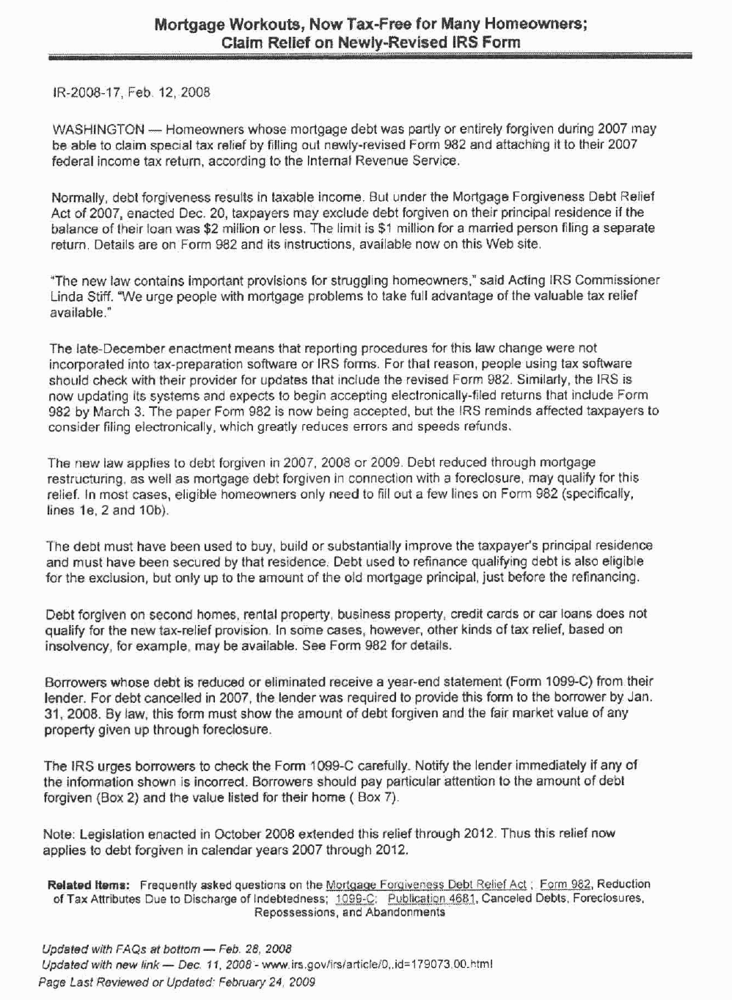 Mortgage Workouts, Now Tax-Free for Many Homeowners;
Claim Relief on Newly-Revised IRS Form
IR-2008-17, Feb. 12, 2008
WASHINGTON — Homeowners whose mortgage debt was partly or entirely forgiven during 2007 may
be able to claim special tax relief by filling out newly-revised Form 982 and attaching it to their 2007
federal income tax return, according to the Internal Revenue Service.
Normally, debt forgiveness results in taxable income. But under the Mortgage Forgiveness Debt Relief
Act of 2007, enacted Dec. 20, taxpayers may exclude debt forgiven on their principal residence if the
balance of their loan was $2 million or less. The limit is $1 million for a married person filing a separate
return. Details are on Form 982 and its instructions, available now on this Web site.
"The new law contains important provisions for struggling homeowners," said Acting IRS Commissioner
Linda Stiff. "We urge people with mortgage problems to take full advantage of the valuable tax relief
available."
The late-December enactment means that reporting procedures for this law change were not
incorporated into tax-preparation software or IRS forms. For that reason, people using tax software
should check with their provider for updates that include the revised Form 982. Similarly, the IRS is
now updating its systems and expects to begin accepting electronically-filed returns that include Form
982 by March 3. The paper Form 982 is now being accepted, but the IRS reminds affected taxpayers to
consider filing electronically, which greatly reduces errors and speeds refunds.
The new law applies to debt forgiven in 2007, 2008 or 2009. Debt reduced through mortgage
restructuring, as well as mortgage debt forgiven in connection with a foreclosure, may qualify for this
relief. In most cases, eligible homeowners only need to fill out a few lines on Form 982 (specifically,
lines 1e, 2 and 10b).
The debt must have been used to buy, build or substantially improve the taxpayer's principal residence
and must have been secured by that residence. Debt used to refinance qualifying debt is also eligible
for the exclusion, but only up to the amount of the old mortgage principal, just before the refinancing.
Debt forgiven on second homes, rental property, business property, credit cards or car loans does not
qualify for the new tax-relief provision. In some cases, however, other kinds of tax relief, based on
insolvency, for example, may be available. See Form 982 for details.
Borrowers whose debt is reduced or eliminated receive a year-end statement (Form 1099-C) from their
lender. For debt cancelled in 2007, the lender was required to provide this form to the borrower by Jan.
31, 2008. By law, this form must show the amount of debt forgiven and the fair market value of any
property given up through foreclosure.
The IRS urges borrowers to check the Form 1099-C carefully. Notify the lender immediately if any of
the information shown is incorrect. Borrowers should pay particular attention to the amount of debt
forgiven (Box 2) and the value listed for their home ( Box 7).
Note: Legislation enacted in October 2008 extended this relief through 2012. Thus this relief now
applies to debt forgiven in calendar years 2007 through 2012.
Related Items: Frequently asked questions on the Mortgage Forgiveness Debt Relief Act ; Form 982, Reduction
of Tax Attributes Due to Discharge of Indebtedness; 1099-C; Publication 4681, Canceled Debts, Foreclosures,
Repossessions, and Abandonments
Updated with FAQs at bottom — Feb. 28, 2008
Updated with new link — Dec. 11, 2008 - www.irs.gov/irs/article/0,,id=179073,00.html
Page Last Reviewed or Updated: February 24, 2009